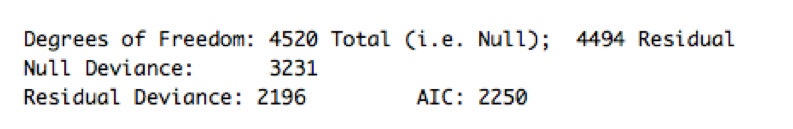 Degrees of Freedom: 4520 Total (i.e. Null);  4494 Residual
Null Deviance:      3231
Residual Deviance: 2196        AIC: 2250